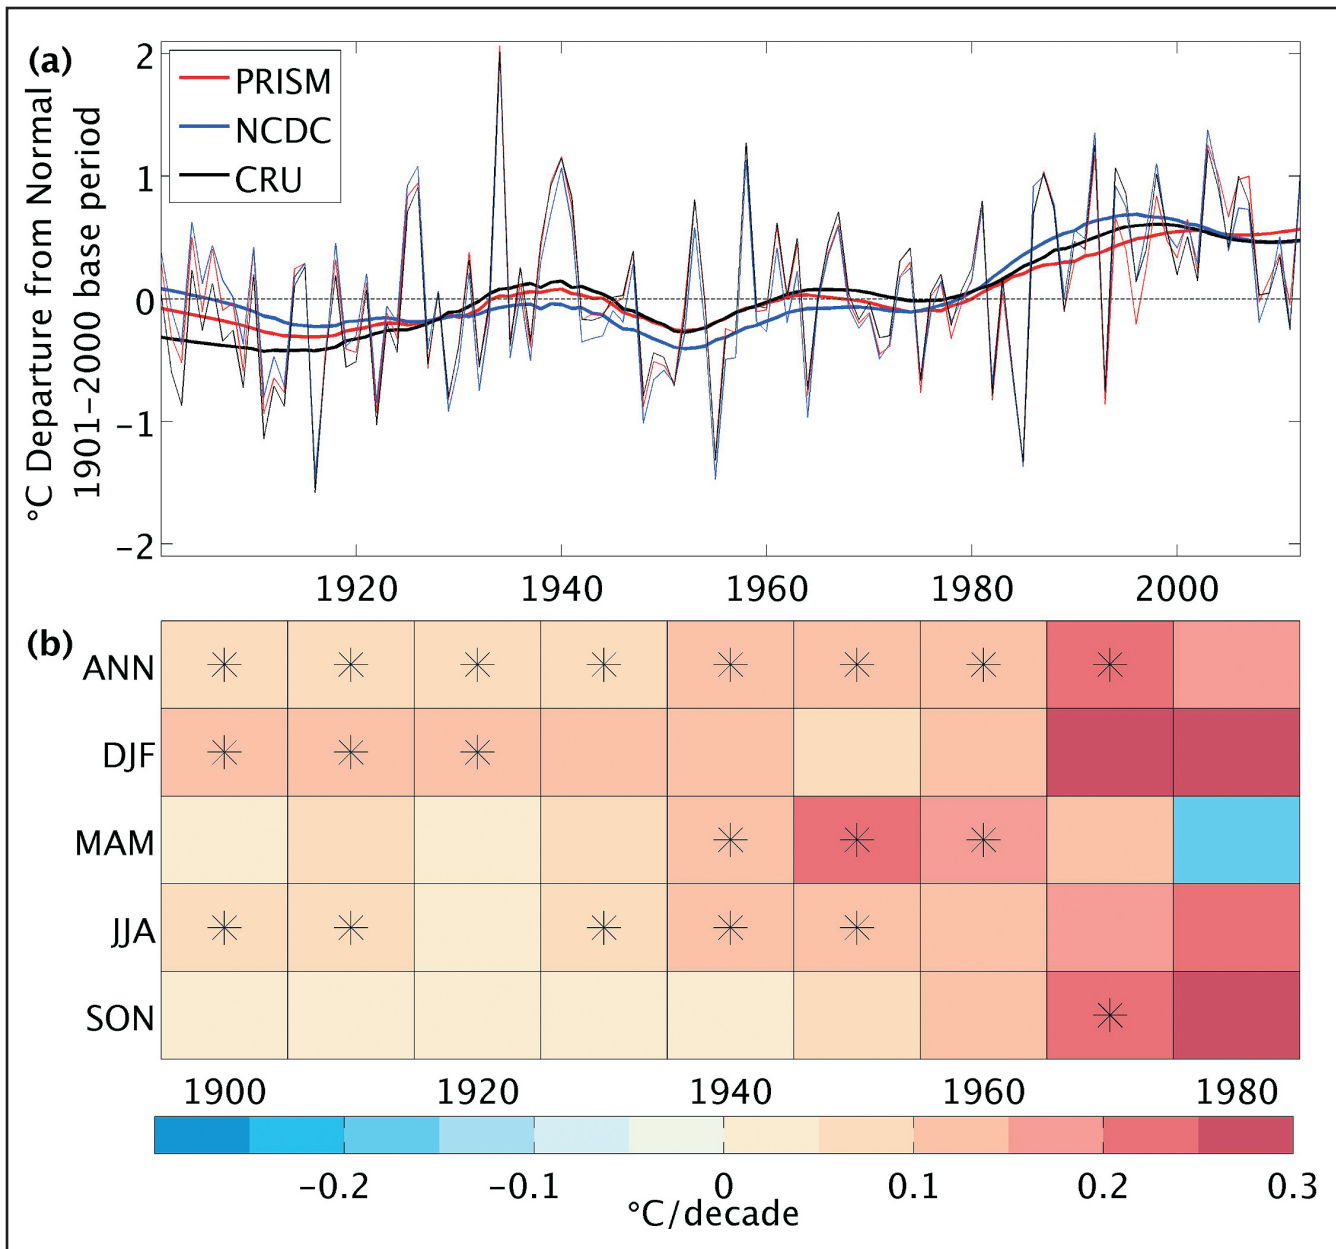 (a)
°C Departure from Normal
1901–2000 base period
2
1
0
−1
−2
PRISM
NCDC
CRU
1920 1940 1960 1980 2000
(b)
ANN
DJF
MAM
JJA
SON
1900 1920 1940 1960 1980
−0.2 −0.1 0 0.1 0.2 0.3
°C/decade